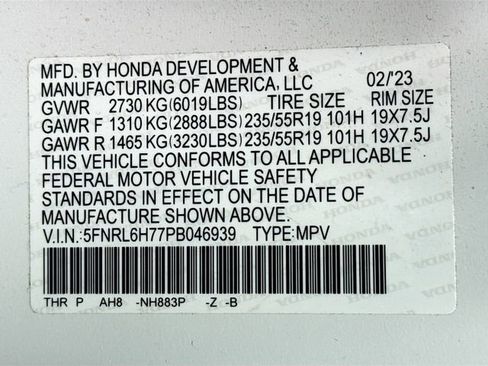 MFD. BY HONDA DEVELOPMENT &
MANUFACTURING OF AMERICA, LLC 02/'23
GVWR 2730 KG(6019LBS) TIRE SIZE RIM SIZE
GAWR F 1310 KG(2888LBS) 235/55R19 101H 19X7.5J
GAWR R 1465 KG(3230LBS) 235/55R19 101H 19X7.5J
THIS VEHICLE CONFORMS TO ALL APPLICABLE
FEDERAL MOTOR VEHICLE SAFETY
STANDARDS IN EFFECT ON THE DATE OF
MANUFACTURE SHOWN ABOVE.
V.I.N.:5FNRL6H77PB046939 TYPE:MPV
THR P AH8 -NH883P -Z -B